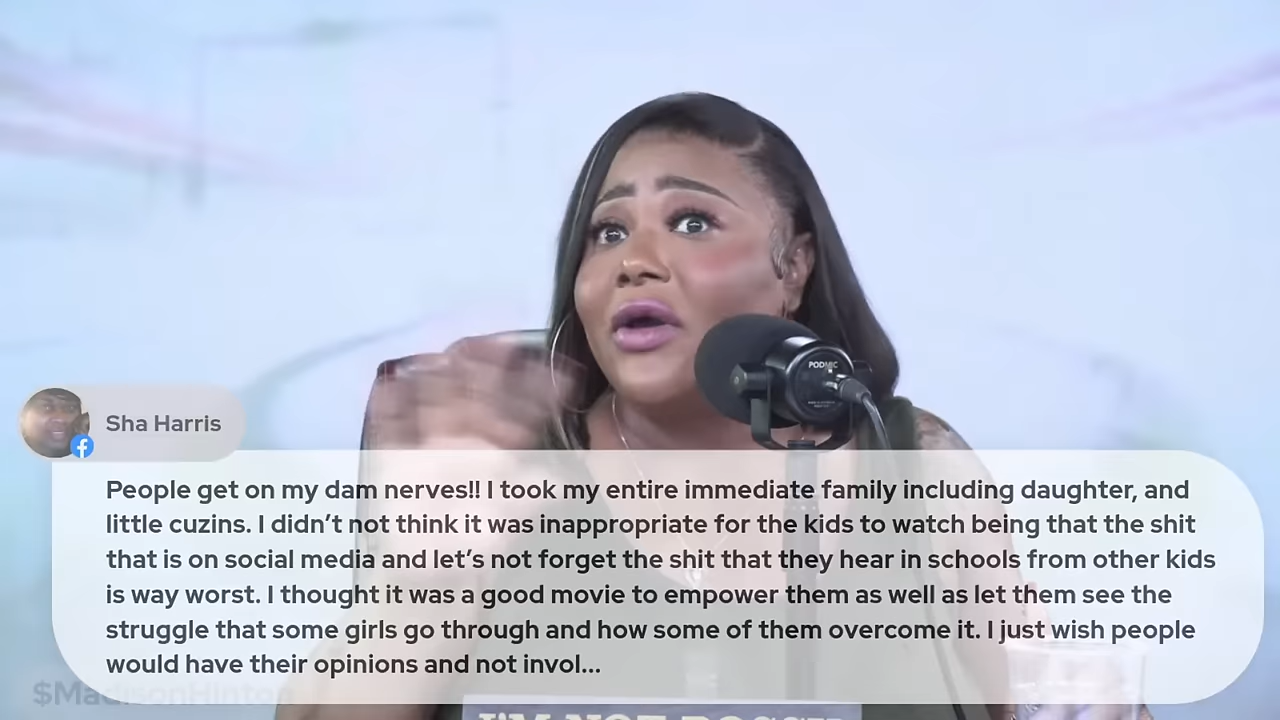 PODMIC
Sha Harris
People get on my dam nerves!! I took my entire immediate family including daughter, and
little cuzins. I didn’t not think it was inappropriate for the kids to watch being that the shit
that is on social media and let’s not forget the shit that they hear in schools from other kids
is way worst. I thought it was a good movie to empower them as well as let them see the
struggle that some girls go through and how some of them overcome it. I just wish people
would have their opinions and not invol...
$MadisonHinton
I'M NOT